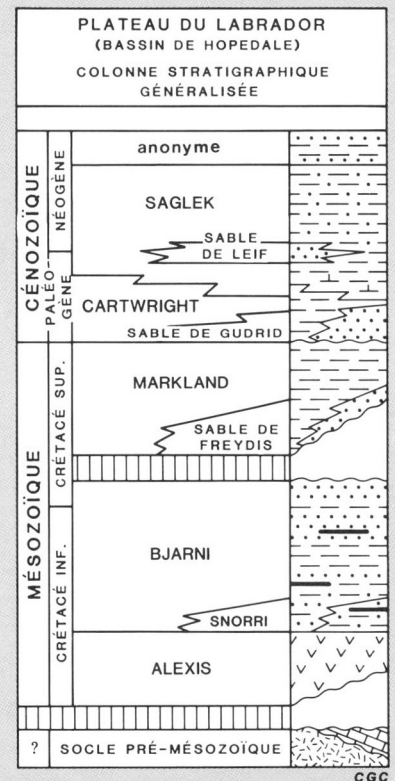 PLATEAU DU LABRADOR
(BASSIN DE HOPEDALE)
COLONNE STRATIGRAPHIQUE
GÉNÉRALISÉE
CÉNOZOÏQUE
NÉOGÈNE
PALÉO-
GÈNE
anonyme
SAGLEK
SABLE
DE LEIF
CARTWRIGHT
SABLE DE GUDRID
MÉSOZOÏQUE
CRÉTACÉ SUP.
MARKLAND
SABLE DE
FREYDIS
CRÉTACÉ INF.
BJARNI
SNORRI
ALEXIS
? SOCLE PRÉ-MÉSOZOÏQUE
CGC